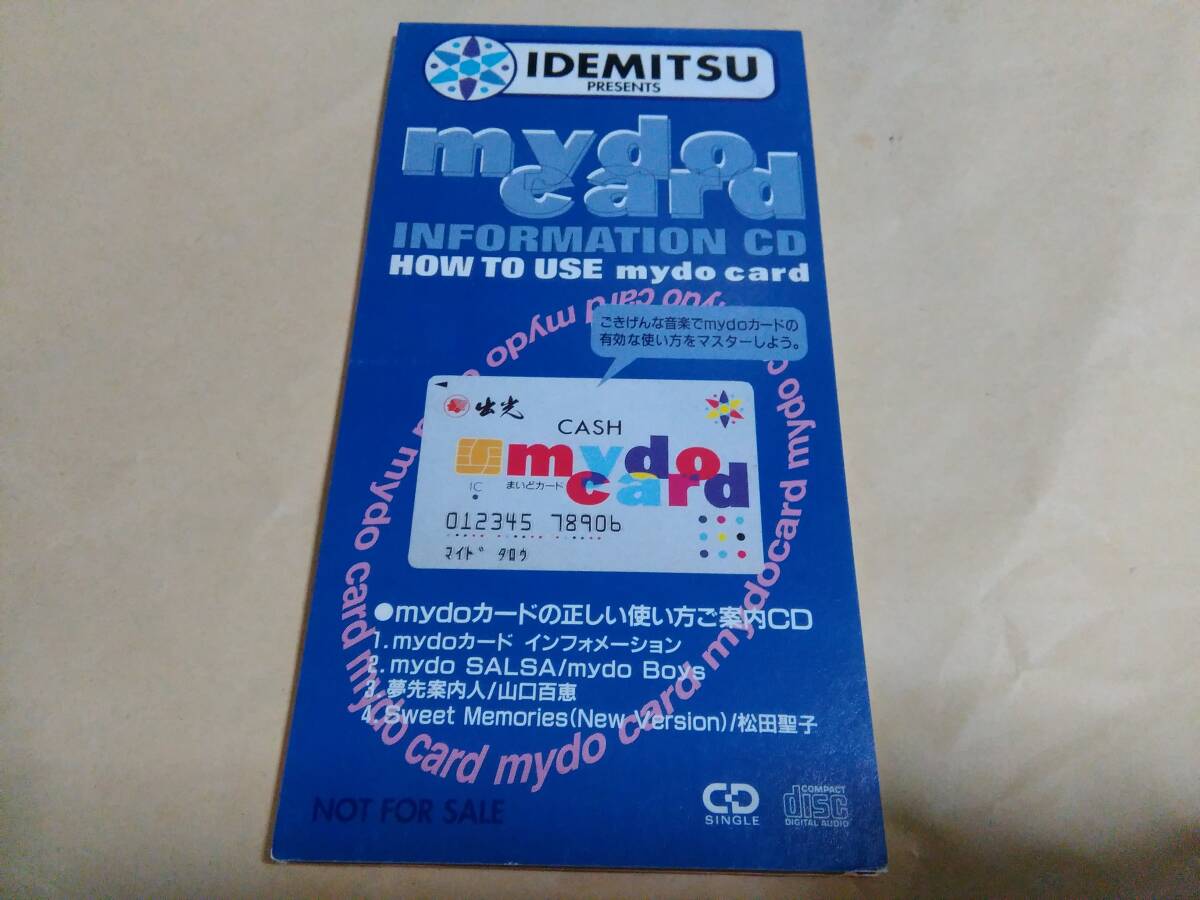 IDEMITSU
PRESENTS
mydo
card
INFORMATION CD
HOW TO USE mydo card
ごきげんな音楽でmydoカードの
有効な使い方をマスターしよう。
出光
CASH
mydo
card
IC
まいどカード
012345 78906
マイド タロウ
mydo card mydo card mydo card mydo card mydocard mydocard mydo card
●mydoカードの正しい使い方ご案内CD
1.mydoカード インフォメーション
2.mydo SALSA/mydo Boys
3.夢先案内人/山口百恵
4.Sweet Memories(New Version)/松田聖子
NOT FOR SALE
CD
SINGLE
COMPACT
disc
DIGITAL AUDIO